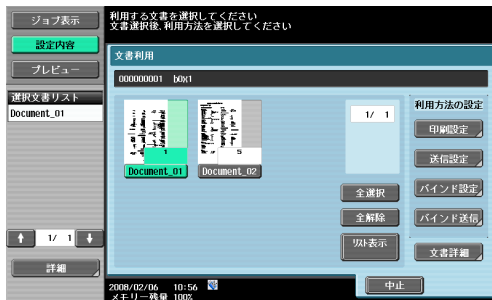 ジョブ表示
設定内容
プレビュー
選択文書リスト
Document_01
↑ 1/ 1 ↓
詳細
利用する文書を選択してください
文書選択後、利用方法を選択してください
文書利用
000000001 b0x1
1
Document_01
5
Document_02
1/ 1
全選択
全解除
リスト表示
利用方法の設定
印刷設定
送信設定
バインド設定
バインド送信
文書詳細
2008/02/06 10:56
メモリー残量 100%
中止